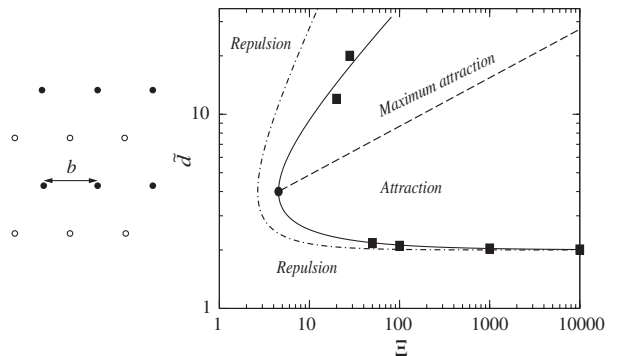 b
Repulsion
Maximum attraction
10
d̃
Attraction
Repulsion
1
1 10 100 1000 10000
Ξ